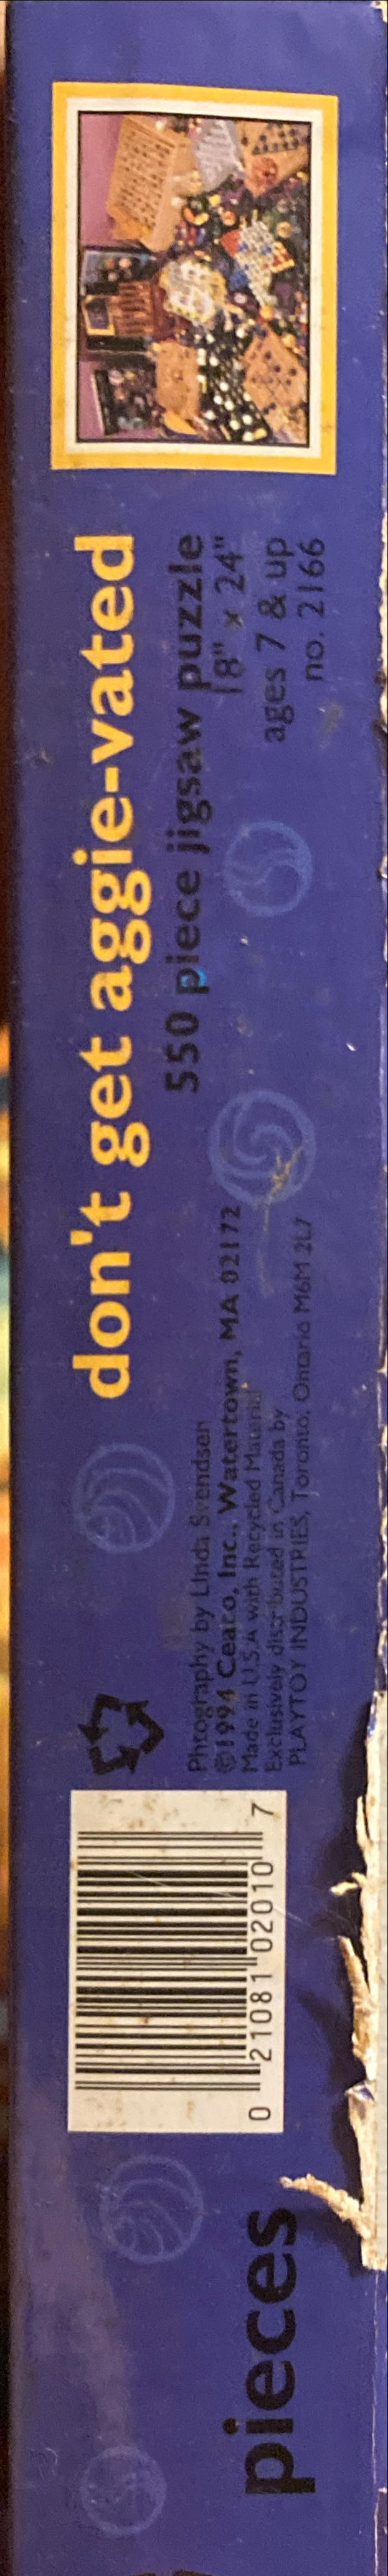 don't get aggie-vated
550 piece jigsaw puzzle
18" x 24"
ages 7 & up
no. 2166
Photography by Linda Svendsen
©1994 Ceaco, Inc., Watertown, MA 02172
Made in U.S.A with Recycled Material
Exclusively distributed in Canada by
PLAYTOY INDUSTRIES, Toronto, Ontario M6M 2L7
0 21081 02010 7
pieces